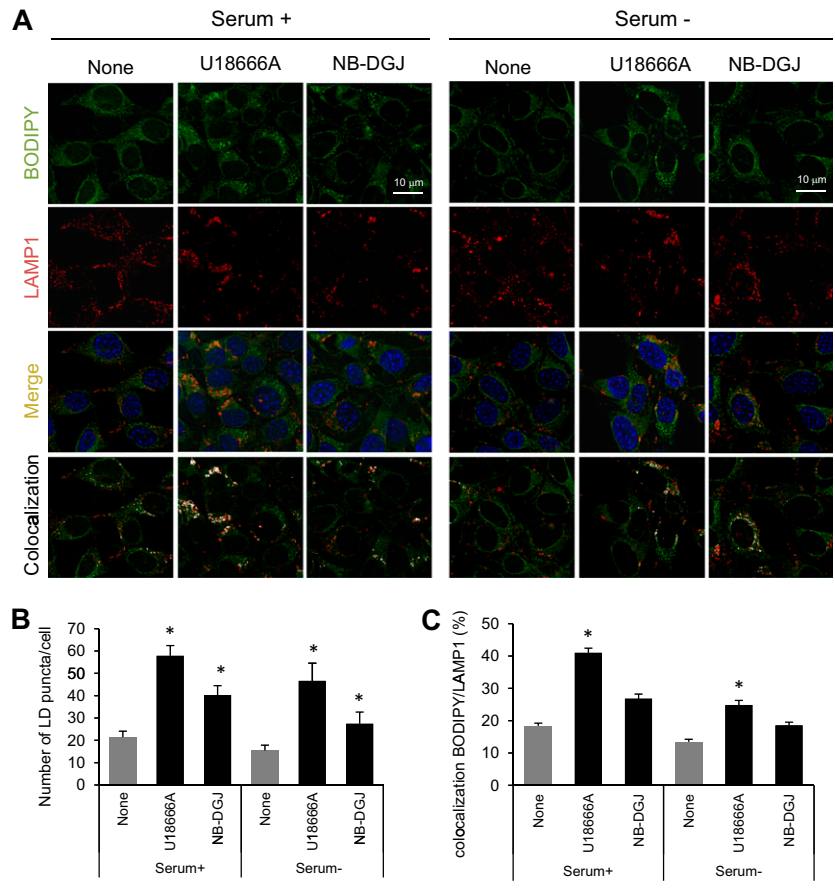 A
Serum +
Serum -
None
U18666A
NB-DGJ
None
U18666A
NB-DGJ
BODIPY
10 µm
10 µm
LAMP1
Merge
Colocalization
B
Number of LD puncta/cell
70
60
50
40
30
20
10
0
*
*
*
*
None
U18666A
NB-DGJ
None
U18666A
NB-DGJ
Serum+
Serum-
C
colocalization BODIPY/LAMP1 (%)
50
40
30
20
10
0
*
*
None
U18666A
NB-DGJ
None
U18666A
NB-DGJ
Serum+
Serum-